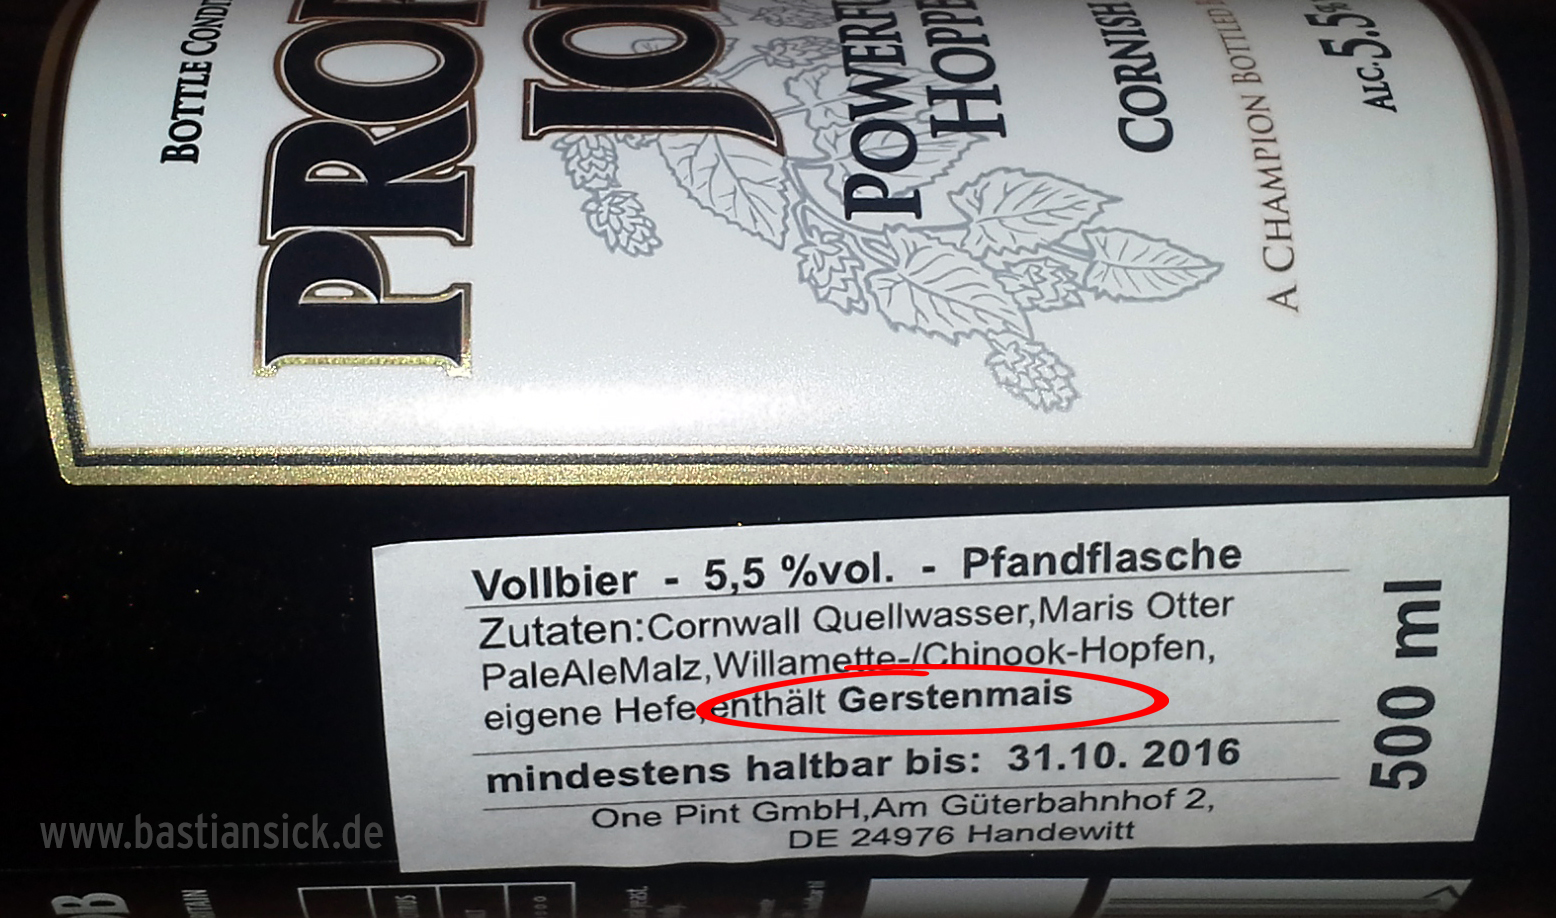 BOTTLE
PRO
JO
POWERFU
HOPPE
CORNISH
A CHAMPION BOTTLED
ALC. 5.5%
Vollbier - 5,5 %vol. - Pfandflasche
Zutaten:Cornwall Quellwasser,Maris Otter
PaleAleMalz,Willamette-/Chinook-Hopfen,
eigene Hefe,enthält Gerstenmais
mindestens haltbar bis: 31.10. 2016
One Pint GmbH,Am Güterbahnhof 2,
DE 24976 Handewitt
500 ml
www.bastiansick.de